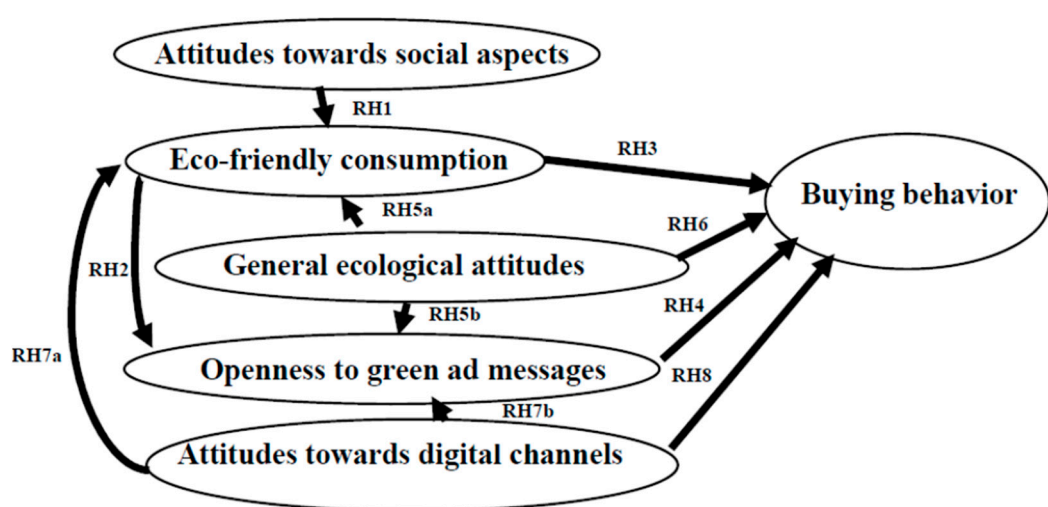 Attitudes towards social aspects
RH1
Eco-friendly consumption
RH3
Buying behavior
RH5a
RH6
RH2
General ecological attitudes
RH5b
RH4
RH7a
Openness to green ad messages
RH8
RH7b
Attitudes towards digital channels